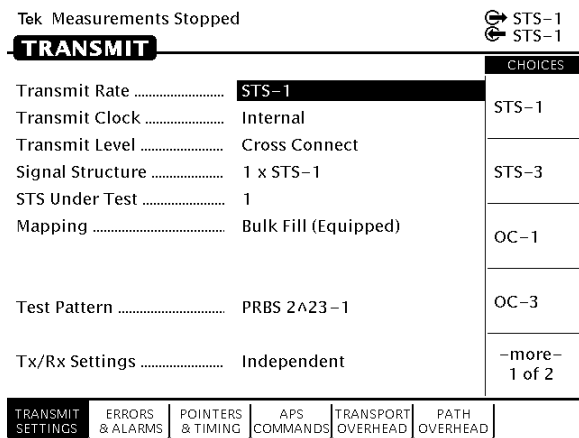 Tek Measurements Stopped
STS-1
STS-1
TRANSMIT
CHOICES
Transmit Rate ........................ STS-1
Transmit Clock ...................... Internal
Transmit Level ...................... Cross Connect
Signal Structure ................... 1 x STS-1
STS Under Test ...................... 1
Mapping ................................... Bulk Fill (Equipped)
Test Pattern ............................ PRBS 2^23-1
Tx/Rx Settings ...................... Independent
STS-1
STS-3
OC-1
OC-3
-more-
1 of 2
TRANSMIT SETTINGS
ERRORS & ALARMS
POINTERS & TIMING
APS COMMANDS
TRANSPORT OVERHEAD
PATH OVERHEAD